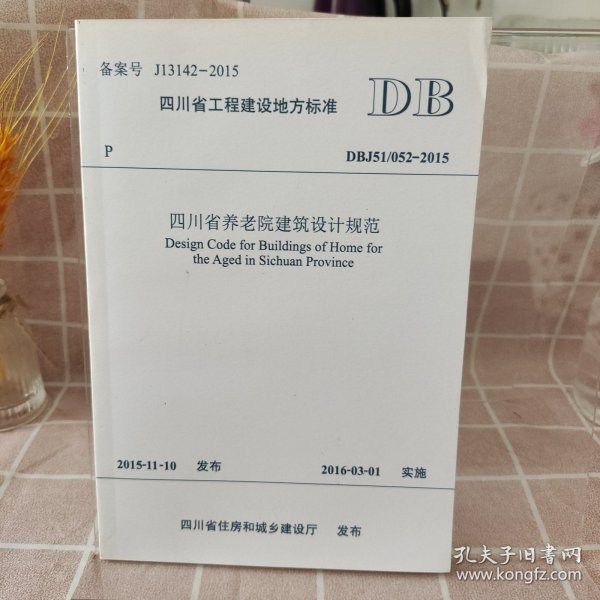 备案号 J13142-2015
四川省工程建设地方标准 DB
P DBJ51/052-2015
四川省养老院建筑设计规范
Design Code for Buildings of Home for
the Aged in Sichuan Province
2015-11-10 发布 2016-03-01 实施
四川省住房和城乡建设厅 发布
孔夫子旧书网
www.kongfz.com